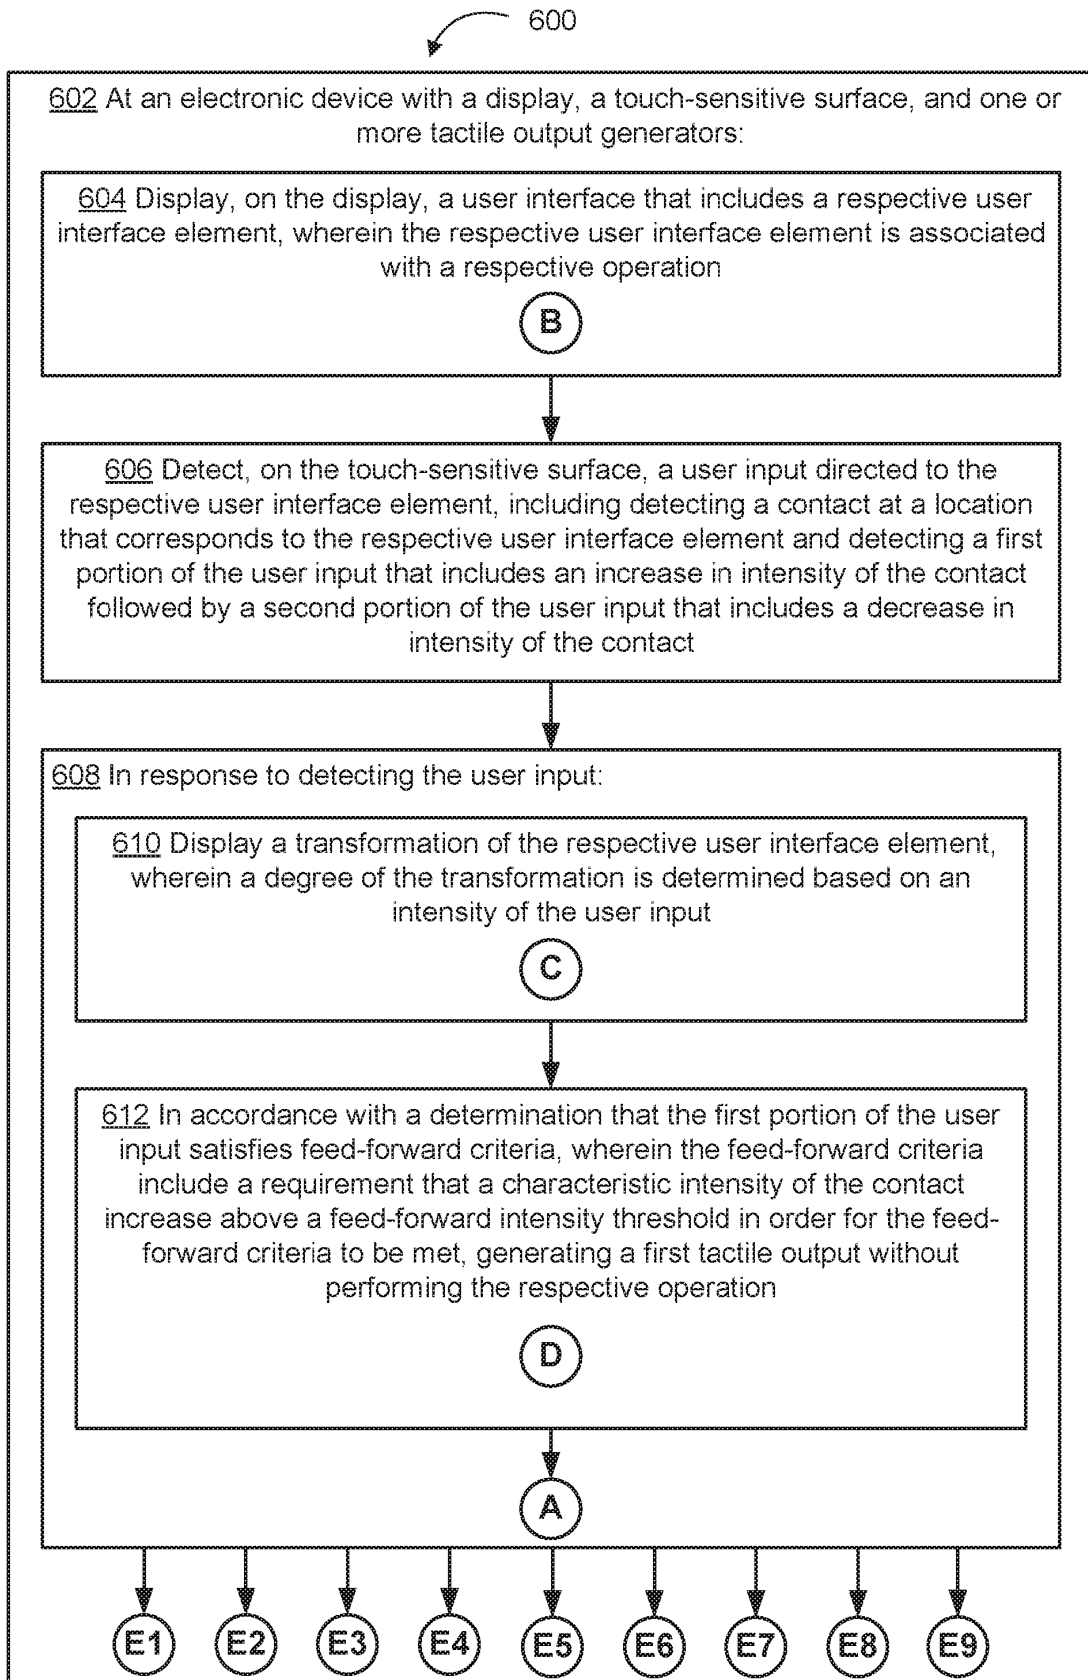 600
602 At an electronic device with a display, a touch-sensitive surface, and one or
more tactile output generators:
604 Display, on the display, a user interface that includes a respective user
interface element, wherein the respective user interface element is associated
with a respective operation
B
606 Detect, on the touch-sensitive surface, a user input directed to the
respective user interface element, including detecting a contact at a location
that corresponds to the respective user interface element and detecting a first
portion of the user input that includes an increase in intensity of the contact
followed by a second portion of the user input that includes a decrease in
intensity of the contact
608 In response to detecting the user input:
610 Display a transformation of the respective user interface element,
wherein a degree of the transformation is determined based on an
intensity of the user input
C
612 In accordance with a determination that the first portion of the user
input satisfies feed-forward criteria, wherein the feed-forward criteria
include a requirement that a characteristic intensity of the contact
increase above a feed-forward intensity threshold in order for the feed-
forward criteria to be met, generating a first tactile output without
performing the respective operation
D
A
E1 E2 E3 E4 E5 E6 E7 E8 E9